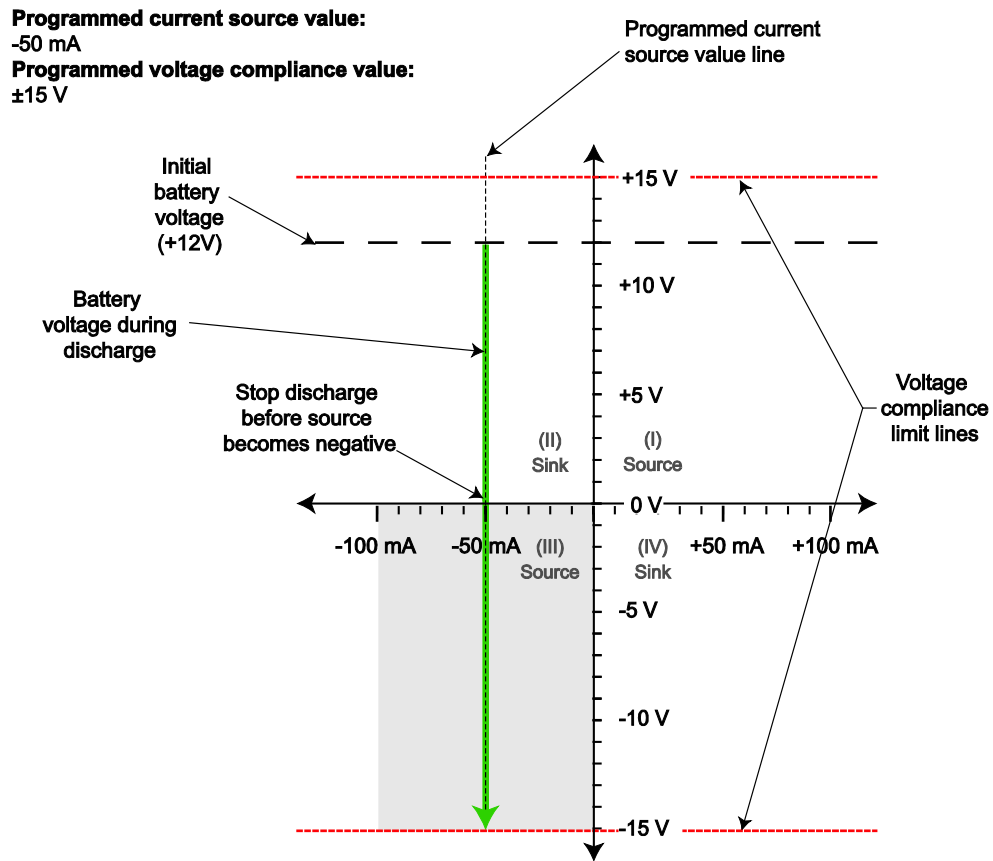 Programmed current source value:
-50 mA
Programmed voltage compliance value:
±15 V
Programmed current
source value line
Initial
battery
voltage
(+12V)
+15 V
+10 V
Battery
voltage during
discharge
+5 V
Voltage
compliance
limit lines
Stop discharge
before source
becomes negative
(II)
Sink
(I)
Source
0 V
-100 mA
-50 mA
(III)
Source
(IV)
Sink
+50 mA
+100 mA
-5 V
-10 V
-15 V